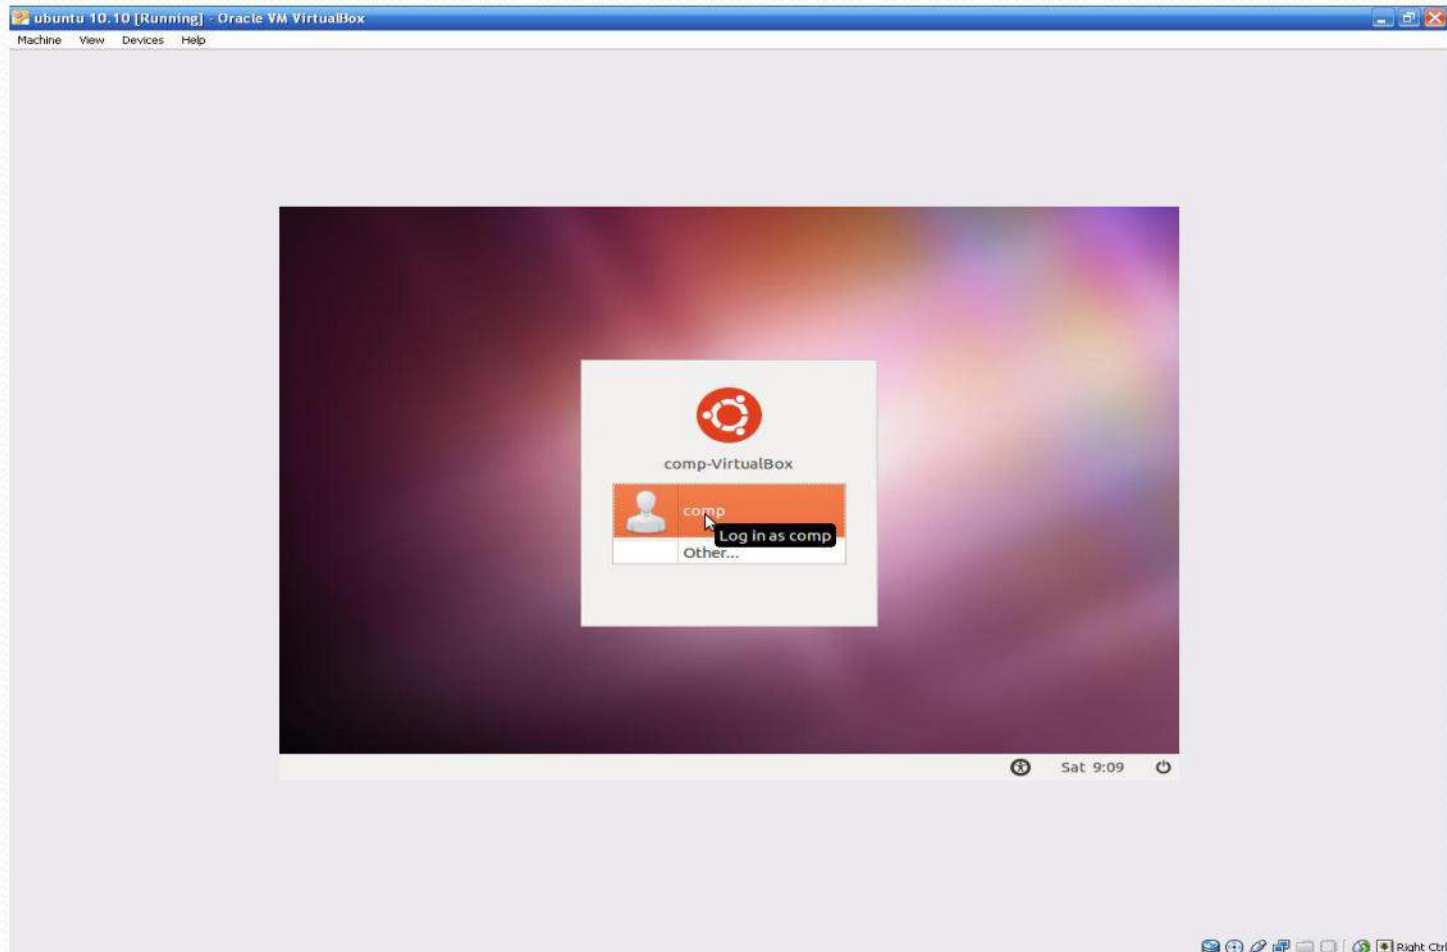 ubuntu 10.10 [Running] - Oracle VM VirtualBox
Machine View Devices Help
comp-VirtualBox
comp
Log in as comp
Other...
Sat 9:09
Right Ctrl